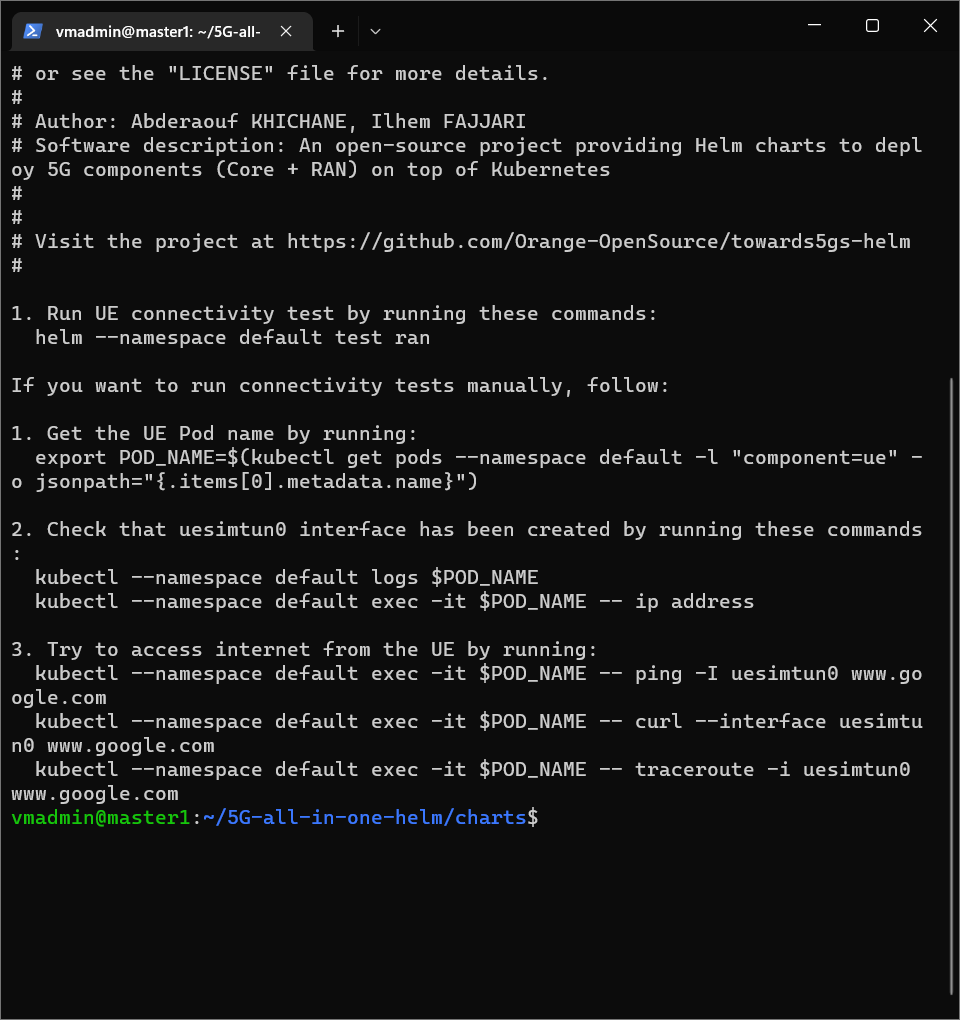 vmadmin@master1: ~/5G-all-
# or see the "LICENSE" file for more details.
#
# Author: Abderaouf KHICHANE, Ilhem FAJJARI
# Software description: An open-source project providing Helm charts to depl
oy 5G components (Core + RAN) on top of Kubernetes
#
#
# Visit the project at https://github.com/Orange-OpenSource/towards5gs-helm
#
1. Run UE connectivity test by running these commands:
helm --namespace default test ran
If you want to run connectivity tests manually, follow:
1. Get the UE Pod name by running:
export POD_NAME=$(kubectl get pods --namespace default -l "component=ue" -
o jsonpath="{.items[0].metadata.name}")
2. Check that uesimtun0 interface has been created by running these commands
:
kubectl --namespace default logs $POD_NAME
kubectl --namespace default exec -it $POD_NAME -- ip address
3. Try to access internet from the UE by running:
kubectl --namespace default exec -it $POD_NAME -- ping -I uesimtun0 www.go
ogle.com
kubectl --namespace default exec -it $POD_NAME -- curl --interface uesimtu
n0 www.google.com
kubectl --namespace default exec -it $POD_NAME -- traceroute -i uesimtun0
www.google.com
vmadmin@master1:~/5G-all-in-one-helm/charts$